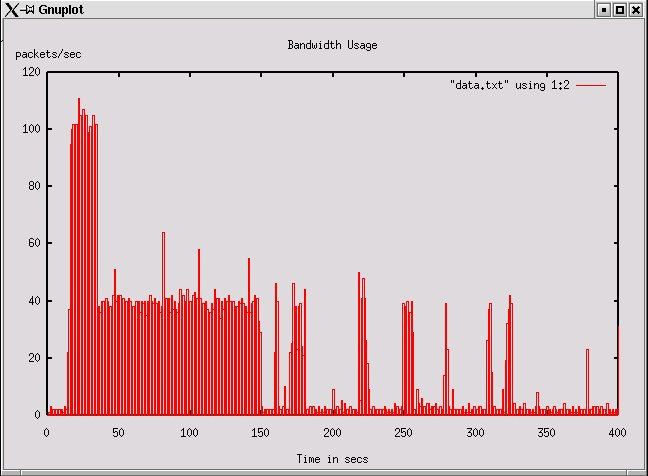 Gnuplot
Bandwidth Usage
packets/sec
"data.txt" using 1:2
120
100
80
60
40
20
0
0 50 100 150 200 250 300 350 400
Time in secs